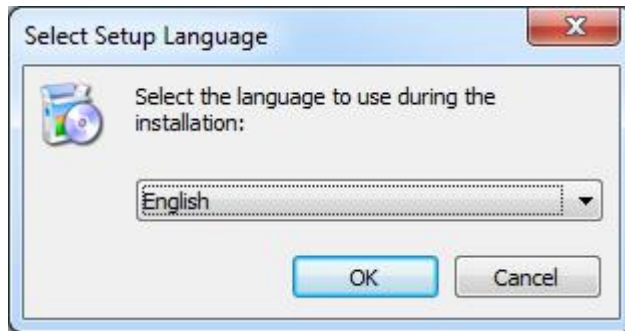 Select Setup Language
Select the language to use during the
installation:
English
OK
Cancel